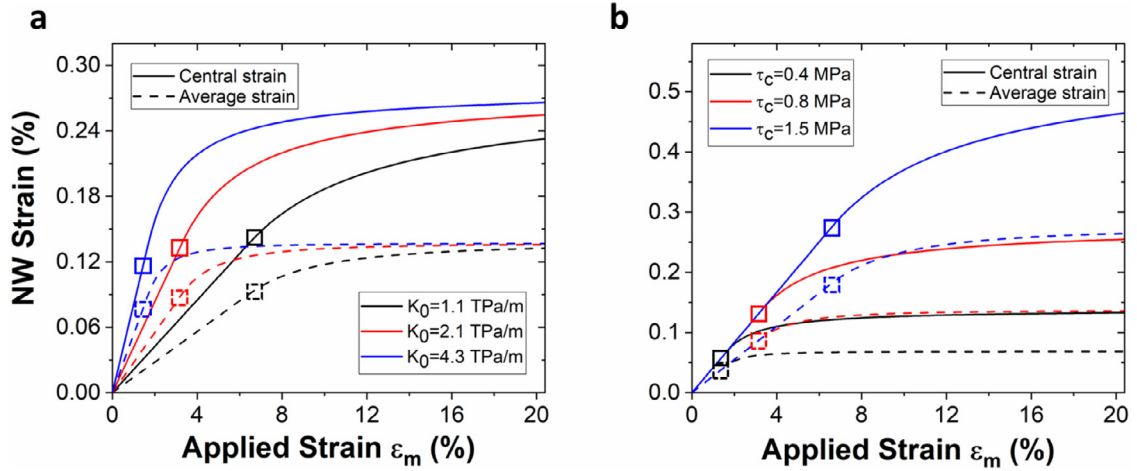 a
NW Strain (%)
0.30
0.24
0.18
0.12
0.06
0.00
Central strain
Average strain
K₀=1.1 TPa/m
K₀=2.1 TPa/m
K₀=4.3 TPa/m
0 4 8 12 16 20
Applied Strain εₘ (%)
b
0.5
0.4
0.3
0.2
0.1
0.0
τc=0.4 MPa
τc=0.8 MPa
τc=1.5 MPa
Central strain
Average strain
0 4 8 12 16 20
Applied Strain εₘ (%)